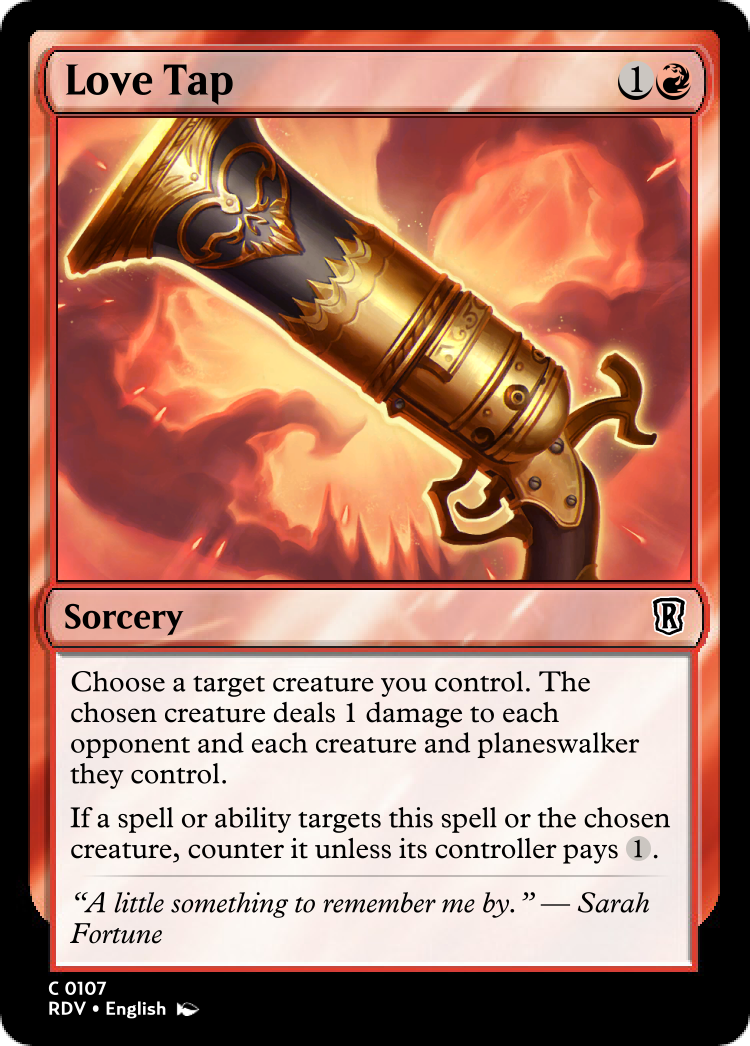 Love Tap 1
Sorcery R
Choose a target creature you control. The
chosen creature deals 1 damage to each
opponent and each creature and planeswalker
they control.
If a spell or ability targets this spell or the chosen
creature, counter it unless its controller pays 1.
“A little something to remember me by.” — Sarah
Fortune
C 0107
RDV • English